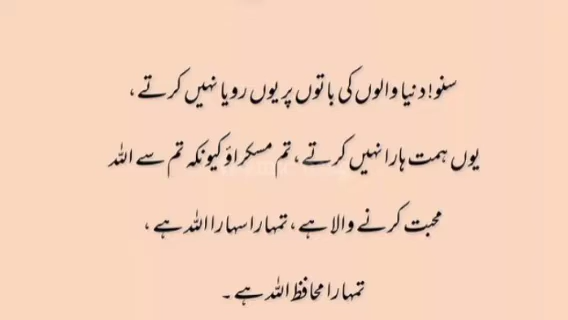 سنو! دنیا والوں کی باتوں پر یوں رویا نہیں کرتے ،
یوں ہمت ہارا نہیں کرتے ، تم مسکراؤ کیونکہ تم سے اللہ
محبت کرنے والا ہے ، تمہارا سہارا اللہ ہے ،
تمہارا محافظ اللہ ہے ۔